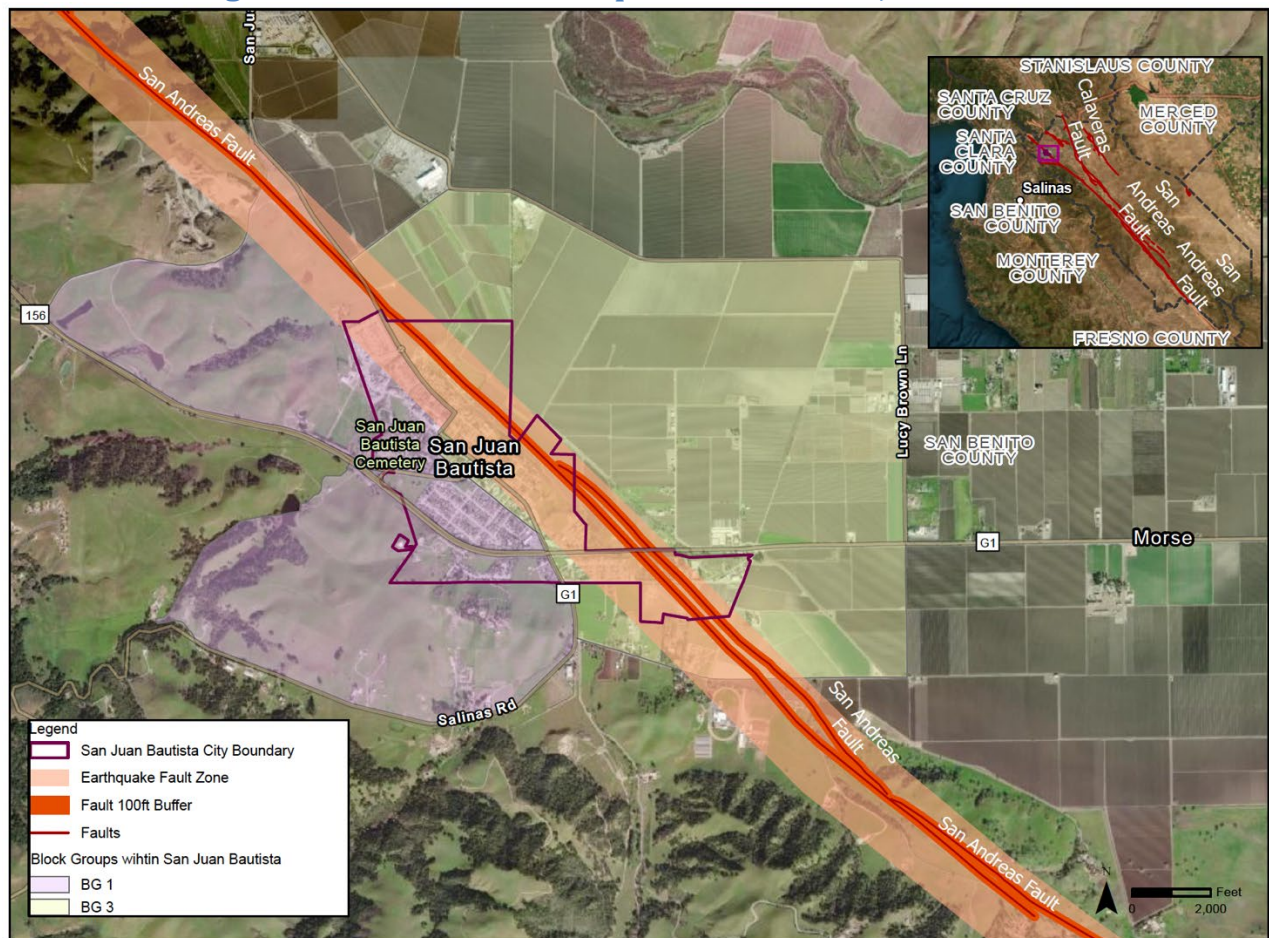 San Ju
San Andreas Fault
STANISLAUS COUNTY
SANTA CRUZ
COUNTY
Calaveras
Fault
MERCED
COUNTY
SANTA
CLARA
COUNTY
Salinas
San
Andreas
Fault
San
Andreas
Fault
SAN BENITO
COUNTY
MONTEREY
COUNTY
FRESNO COUNTY
156
Lucy Brown Ln
San Juan
Bautista
Cemetery
San Juan
Bautista
SAN BENITO
COUNTY
G1
Morse
G1
Salinas Rd
San Andreas
Fault
San Andreas Fault
Legend
San Juan Bautista City Boundary
Earthquake Fault Zone
Fault 100ft Buffer
Faults
Block Groups wihtin San Juan Bautista
BG 1
BG 3
N
Feet
0 2,000